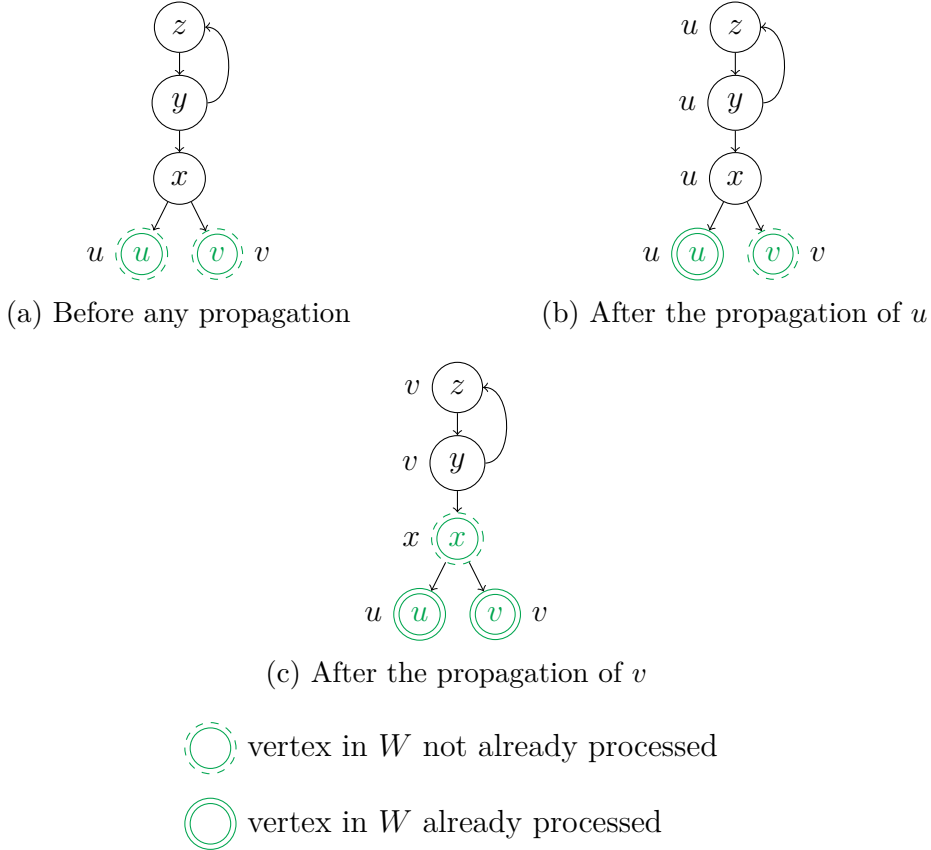 z
u z
y
u y
x
u x
u u v v
u u v v
(a) Before any propagation
(b) After the propagation of u
v z
v y
x x
u u v v
(c) After the propagation of v
vertex in W not already processed
vertex in W already processed